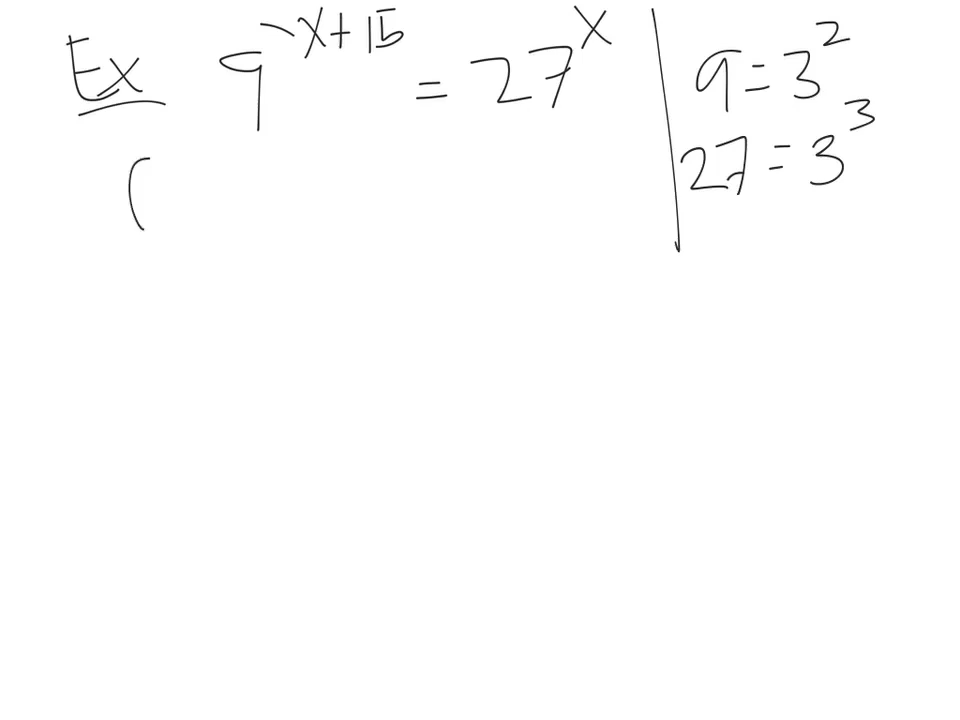 Ex 9^{-x+15} = 27^x | 9 = 3^2
27 = 3^3
(